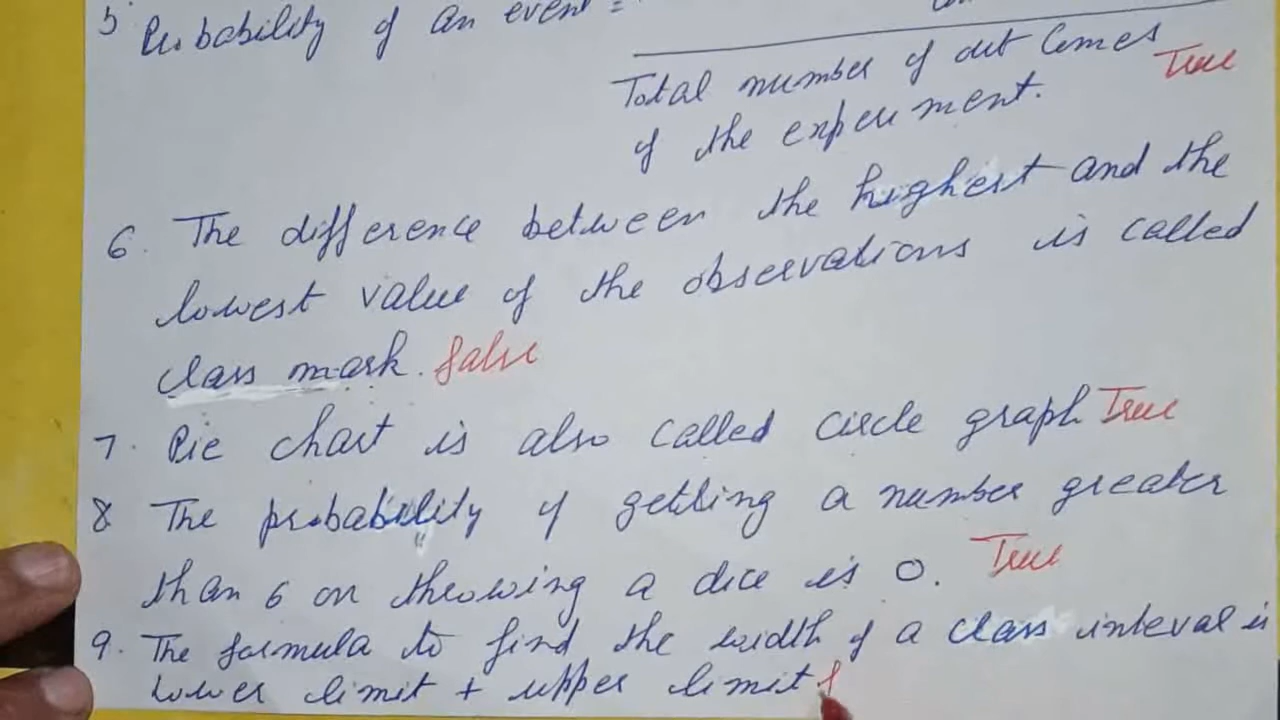 5 Probability of an event =
Total number of out comes
of the experiment. True
6. The difference between the highest and the
lowest value of the observations is called
class mark. false
7. Pie chart is also called circle graph True
8 The probability of getting a number greater
than 6 on throwing a dice is 0. True
9. The formula to find the width of a class interval is
lower limit + upper limit f